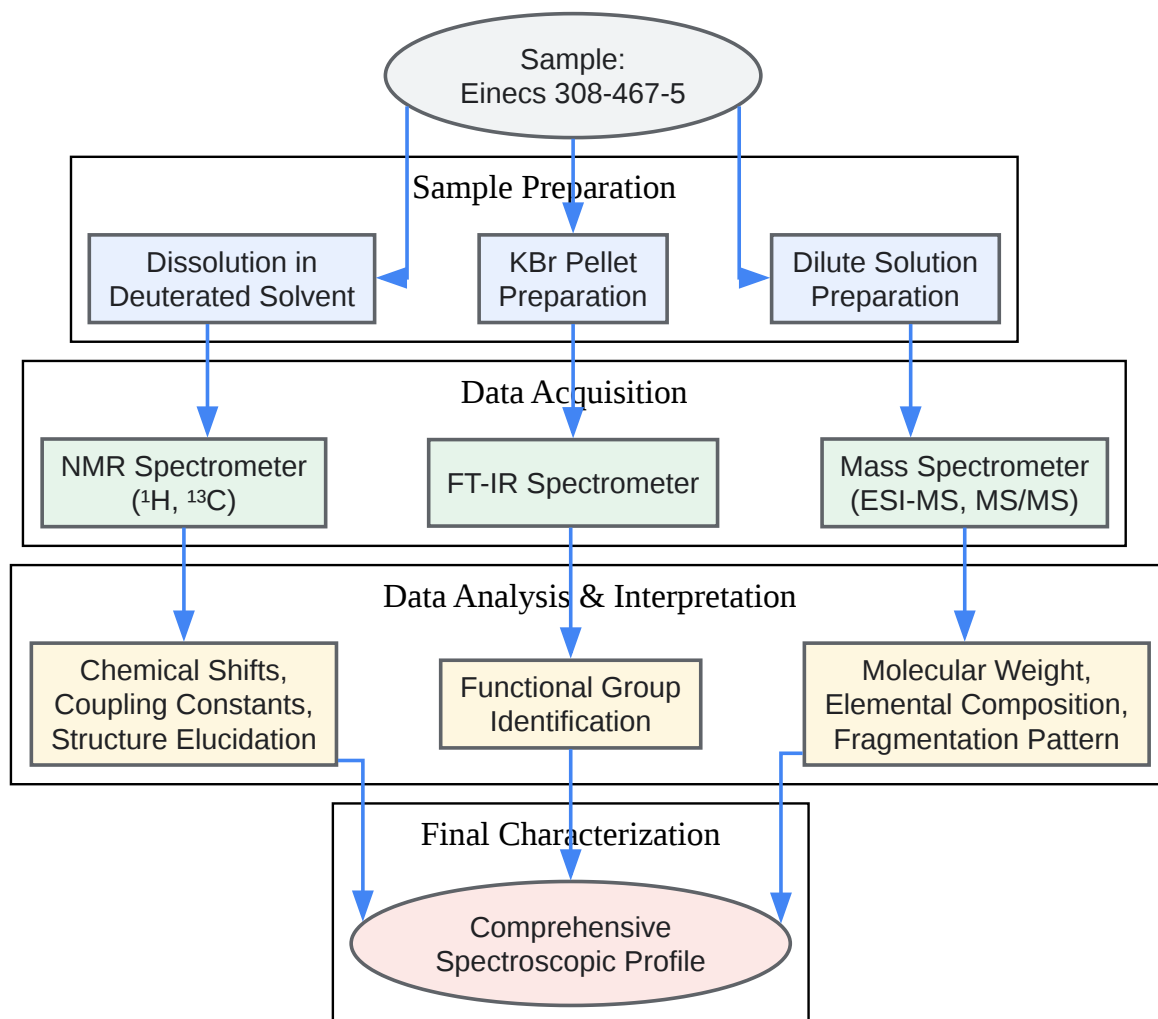 Sample:
Einecs 308-467-5
Sample Preparation
Dissolution in
Deuterated Solvent
KBr Pellet
Preparation
Dilute Solution
Preparation
Data Acquisition
NMR Spectrometer
(¹H, ¹³C)
FT-IR Spectrometer
Mass Spectrometer
(ESI-MS, MS/MS)
Data Analysis & Interpretation
Chemical Shifts,
Coupling Constants,
Structure Elucidation
Functional Group
Identification
Molecular Weight,
Elemental Composition,
Fragmentation Pattern
Final Characterization
Comprehensive
Spectroscopic Profile